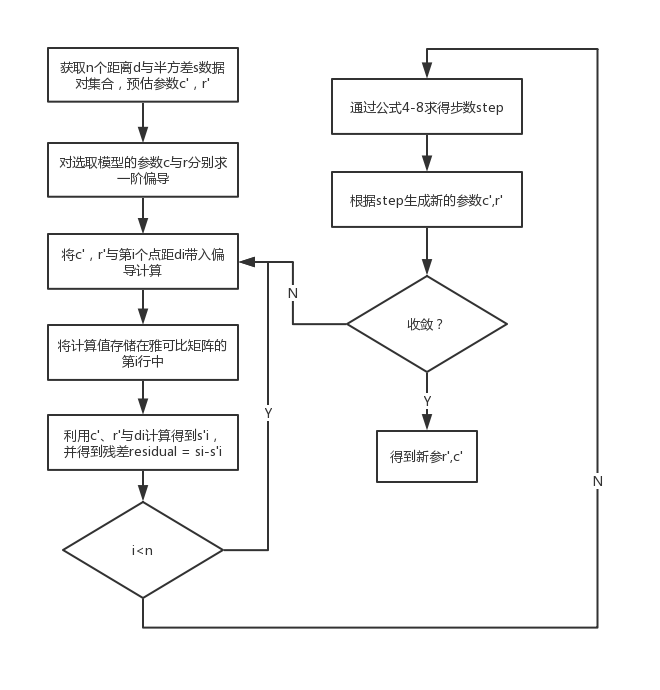 获取n个距离d与半方差s数据
对集合，预估参数c'，r'
对选取模型的参数c与r分别求
一阶偏导
将c'，r'与第i个点距di带入偏
导计算
将计算值存储在雅可比矩阵的
第i行中
利用c'、r'与di计算得到s'i，
并得到残差residual = si-s'i
i<n
Y
N
通过公式4-8求得步数step
根据step生成新的参数c',r'
收敛？
N
Y
得到新参r',c'